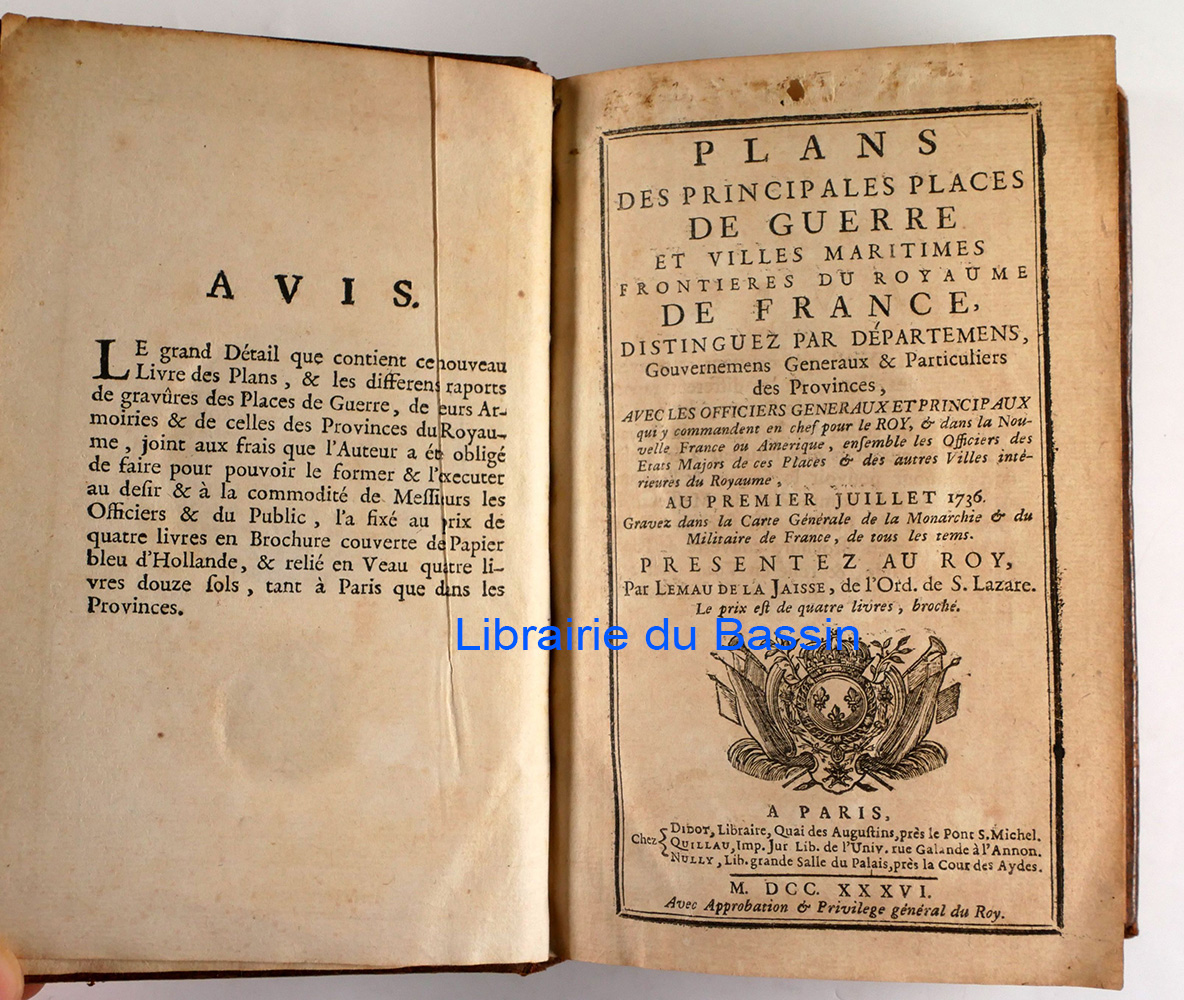 AVIS.
LE grand Détail que contient ce nouveau
Livre des Plans, & les differens raports
de gravûres des Places de Guerre, de leurs Ar-
moiries & de celles des Provinces du Royau-
me, joint aux frais que l'Auteur a été obligé
de faire pour pouvoir le former & l'executer
au desir & à la commodité de Messieurs les
Officiers & du Public, l'a fixé au prix de
quatre livres en Brochure couverte de Papier
bleu d'Hollande, & relié en Veau quatre li-
vres douze sols, tant à Paris que dans les
Provinces.
PLANS
DES PRINCIPALES PLACES
DE GUERRE
ET VILLES MARITIMES
FRONTIERES DU ROYAUME
DE FRANCE,
DISTINGUEZ PAR DÉPARTEMENS,
Gouvernemens Generaux & Particuliers
des Provinces,
AVEC LES OFFICIERS GENERAUX ET PRINCIPAUX
qui y commandent en chef pour le ROY, & dans la Nou-
velle France ou Amerique, ensemble les Officiers des
Etats Majors de ces Places & des autres Villes inté-
rieures du Royaume,
AU PREMIER JUILLET 1736.
Gravez dans la Carte Générale de la Monarchie & du
Militaire de France, de tous les tems.
PRESENTEZ AU ROY,
Par LEMAU DE LA JAISSE, de l'Ord. de S. Lazare.
Le prix est de quatre livres, broché.
Librairie du Bassin
A PARIS,
Chez { DIDOT, Libraire, Quai des Augustins, près le Pont S. Michel.
QUILLAU, Imp. Jur Lib. de l'Univ. rue Galande à l'Annon.
NULLY, Lib. grande Salle du Palais, près la Cour des Aydes.
M. DCC. XXXVI.
Avec Approbation & Privilege général du Roy.